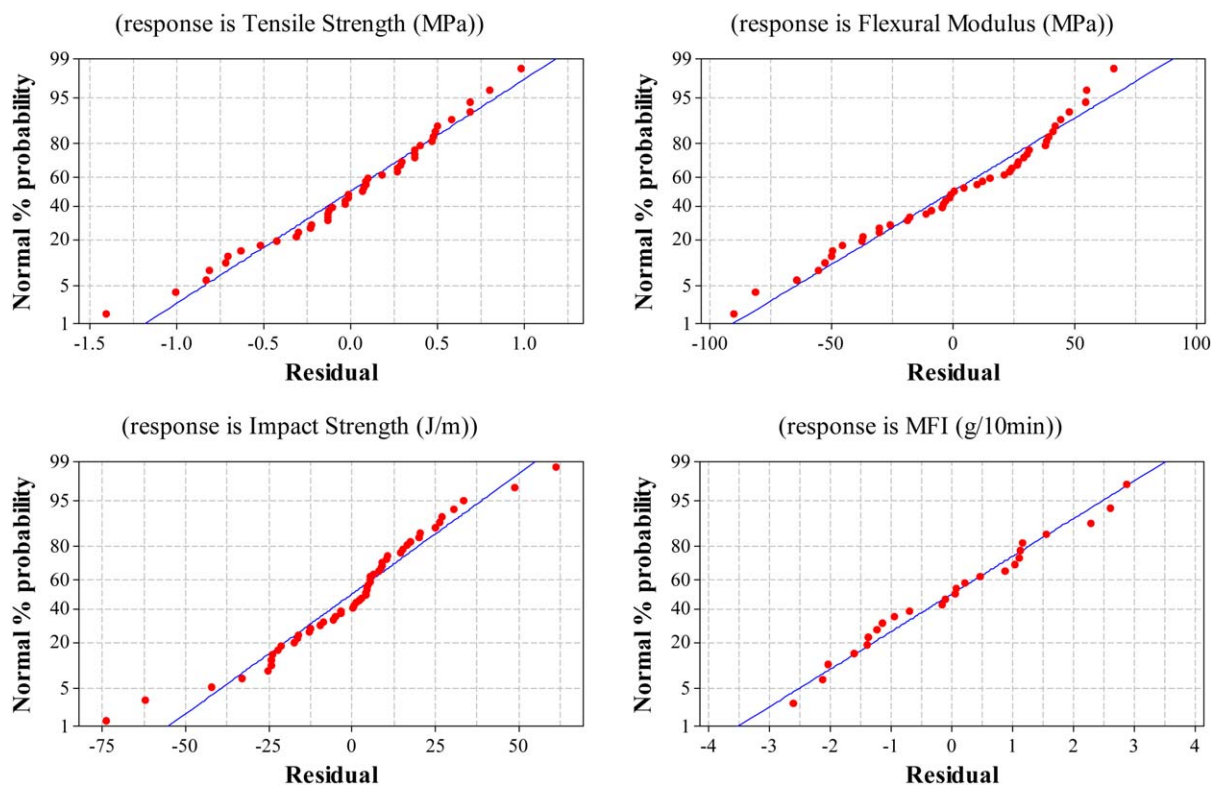 (response is Tensile Strength (MPa))
99
95
80
60
40
20
5
1
Normal % probability
-1.5 -1.0 -0.5 0.0 0.5 1.0
Residual
(response is Flexural Modulus (MPa))
99
95
80
60
40
20
5
1
Normal % probability
-100 -50 0 50 100
Residual
(response is Impact Strength (J/m))
99
95
80
60
40
20
5
1
Normal % probability
-75 -50 -25 0 25 50
Residual
(response is MFI (g/10min))
99
95
80
60
40
20
5
1
Normal % probability
-4 -3 -2 -1 0 1 2 3 4
Residual